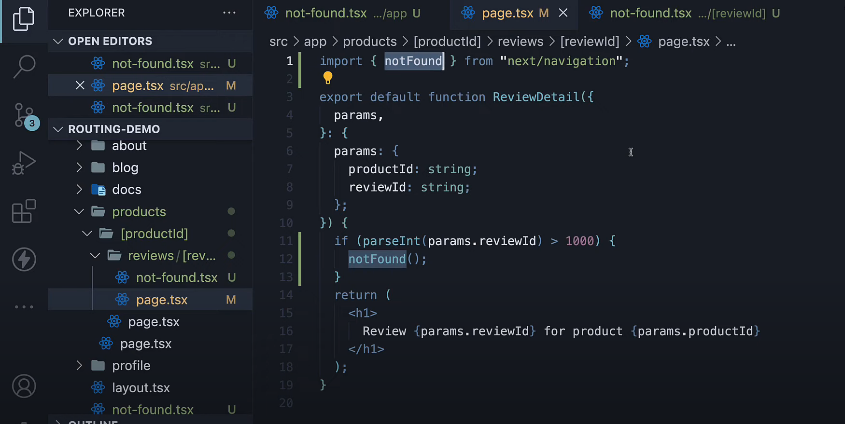 EXPLORER
OPEN EDITORS
not-found.tsx sr... U
page.tsx src/ap... M
not-found.tsx sr... U
ROUTING-DEMO
about
blog
docs
products
[productId]
reviews/[rev...
not-found.tsx U
page.tsx M
page.tsx
page.tsx
profile
layout.tsx
not-found.tsx U
OUTLINE
3
not-found.tsx .../app U
page.tsx M
not-found.tsx .../[reviewId] U
src > app > products > [productId] > reviews > [reviewId] > page.tsx > ...
1 import { notFound } from "next/navigation";
2
3 export default function ReviewDetail({
4 params,
5 }: {
6 params: {
7 productId: string;
8 reviewId: string;
9 };
10 }) {
11 if (parseInt(params.reviewId) > 1000) {
12 notFound();
13 }
14 return (
15 <h1>
16 Review {params.reviewId} for product {params.productId}
17 </h1>
18 );
19 }
20